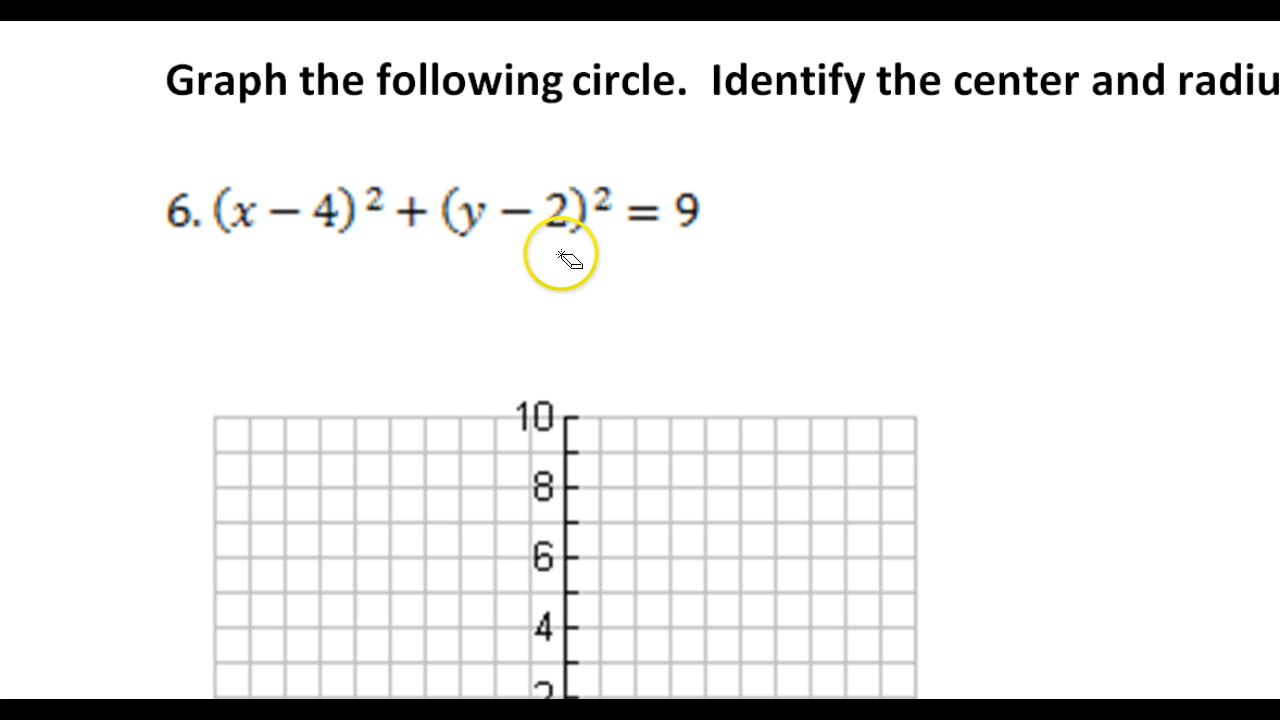 Graph the following circle. Identify the center and radiu
6. (x − 4)² + (y − 2)² = 9
10
8
6
4
2